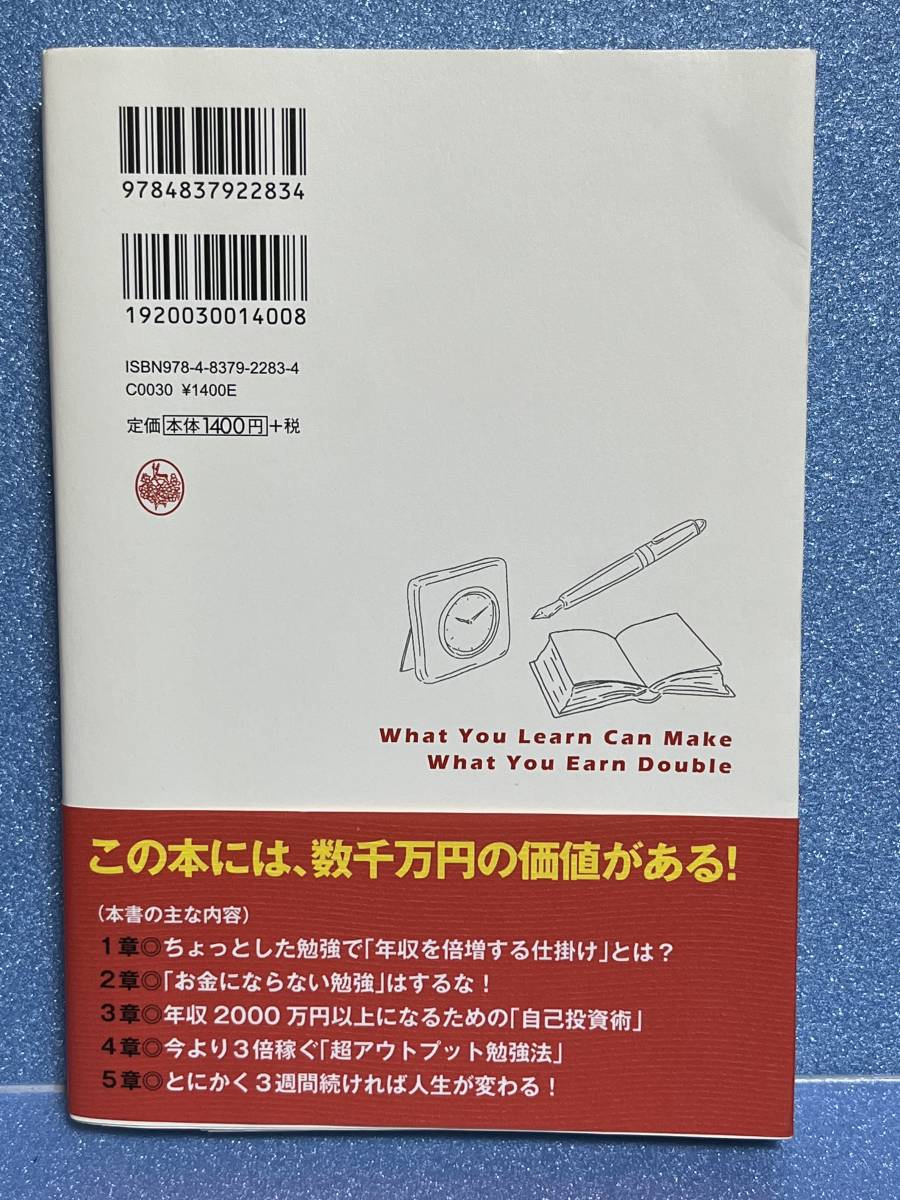 9784837922834
1920030014008
ISBN978-4-8379-2283-4
C0030 ¥1400E
定価 本体1400円 +税
What You Learn Can Make
What You Earn Double
この本には、数千万円の価値がある!
(本書の主な内容)
1章◎ちょっとした勉強で「年収を倍増する仕掛け」とは?
2章◎「お金にならない勉強」はするな!
3章◎年収2000万円以上になるための「自己投資術」
4章◎今より3倍稼ぐ「超アウトプット勉強法」
5章◎とにかく3週間続ければ人生が変わる!